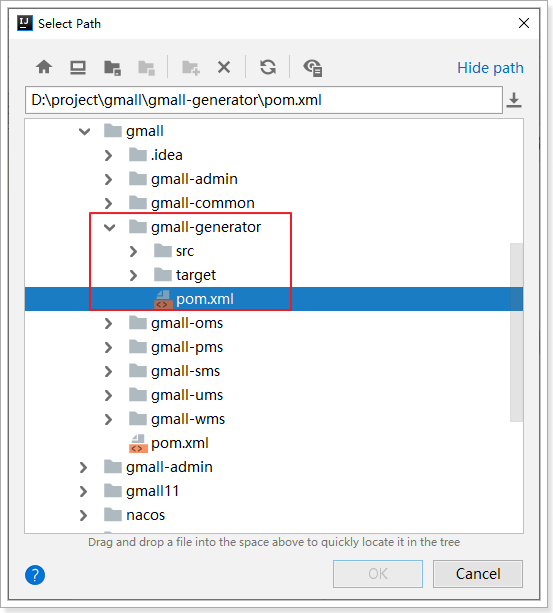 Select Path
Hide path
D:\project\gmall\gmall-generator\pom.xml
gmall
.idea
gmall-admin
gmall-common
gmall-generator
src
target
pom.xml
gmall-oms
gmall-pms
gmall-sms
gmall-ums
gmall-wms
pom.xml
gmall-admin
gmall11
nacos
Drag and drop a file into the space above to quickly locate it in the tree
?
OK
Cancel